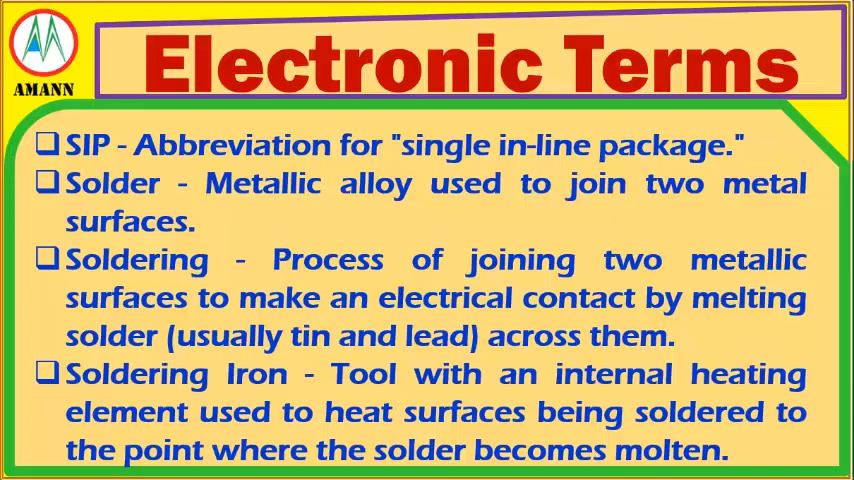 AMANN
Electronic Terms
❑ SIP - Abbreviation for "single in-line package."
❑ Solder - Metallic alloy used to join two metal
surfaces.
❑ Soldering - Process of joining two metallic
surfaces to make an electrical contact by melting
solder (usually tin and lead) across them.
❑ Soldering Iron - Tool with an internal heating
element used to heat surfaces being soldered to
the point where the solder becomes molten.